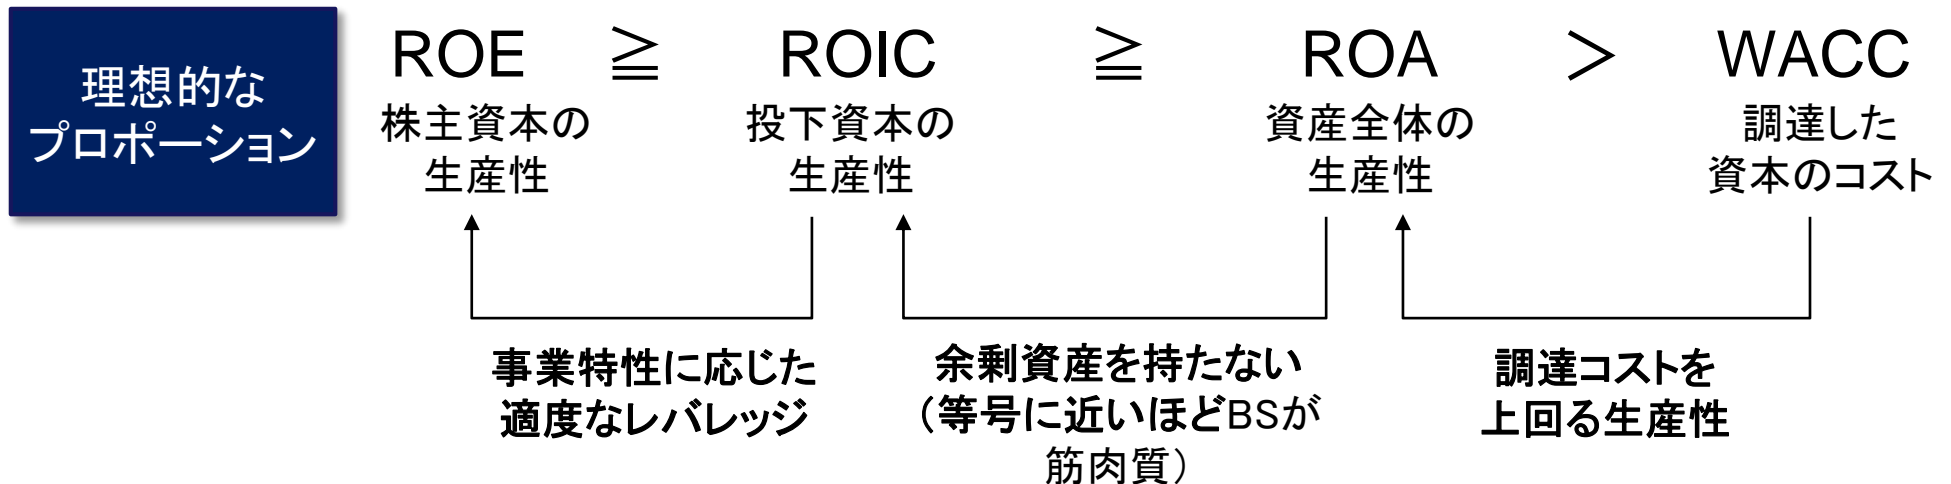 理想的な
プロポーション
ROE ≧ ROIC ≧ ROA ＞ WACC
株主資本の
生産性
投下資本の
生産性
資産全体の
生産性
調達した
資本のコスト
事業特性に応じた
適度なレバレッジ
余剰資産を持たない
（等号に近いほどBSが
筋肉質）
調達コストを
上回る生産性